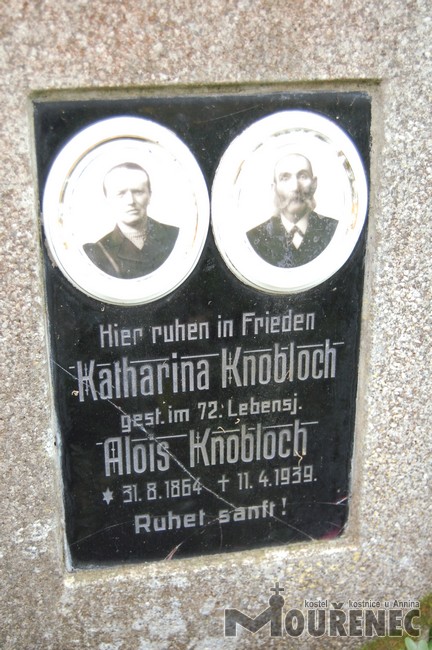 Hier ruhen in Frieden
Katharina Knobloch
gest. im 72. Lebensj.
Alois Knobloch
* 31. 8. 1864 † 11. 4. 1939.
Ruhet sanft!
kostel kostnice u Annína
MOUŘENEC